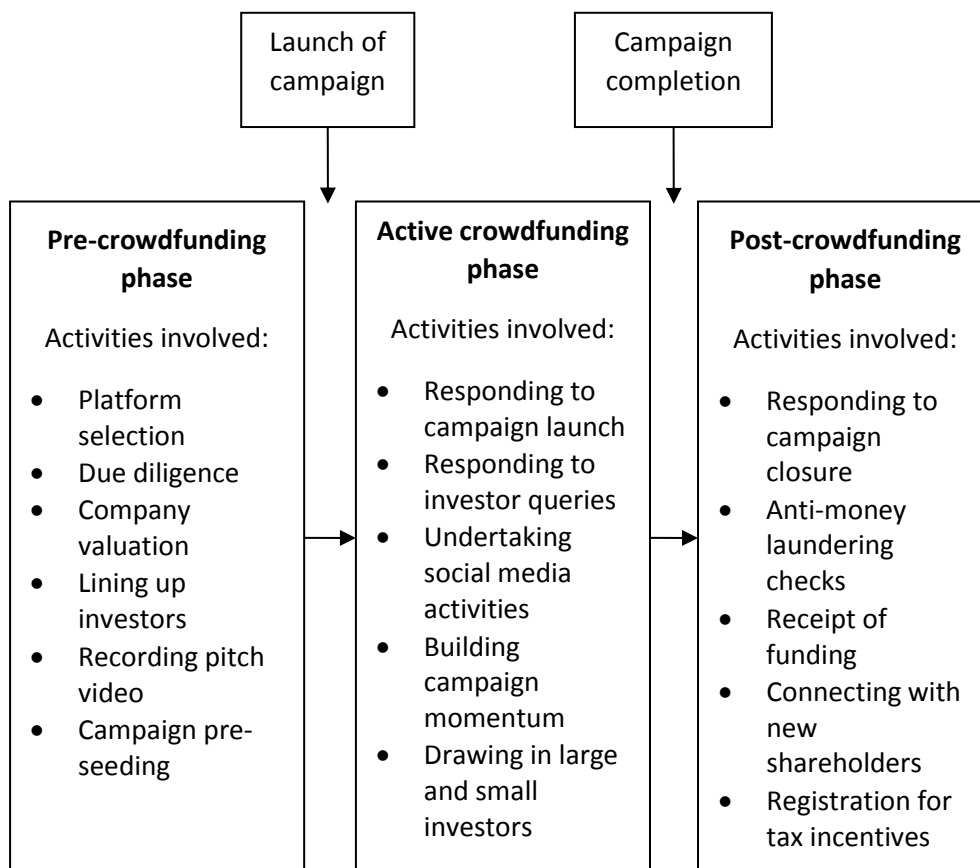 Launch of
campaign
Campaign
completion
Pre-crowdfunding
phase
Activities involved:
• Platform
selection
• Due diligence
• Company
valuation
• Lining up
investors
• Recording pitch
video
• Campaign pre-
seeding
Active crowdfunding
phase
Activities involved:
• Responding to
campaign launch
• Responding to
investor queries
• Undertaking
social media
activities
• Building
campaign
momentum
• Drawing in large
and small
investors
Post-crowdfunding
phase
Activities involved:
• Responding to
campaign
closure
• Anti-money
laundering
checks
• Receipt of
funding
• Connecting with
new
shareholders
• Registration for
tax incentives